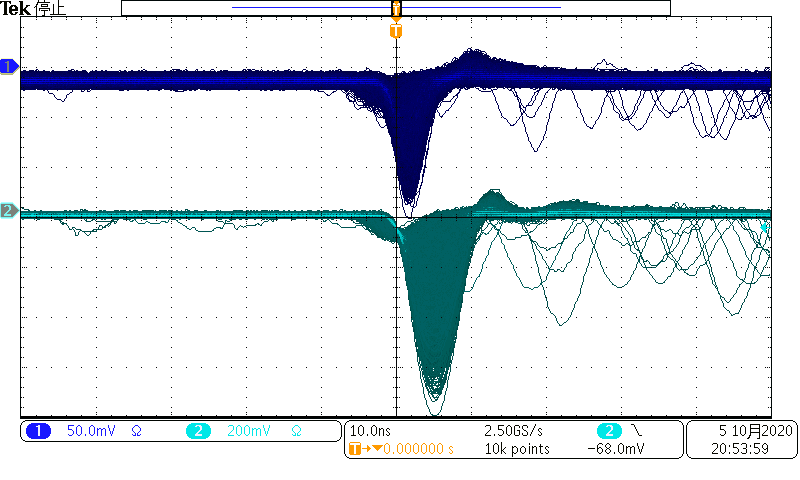 Tek 停止
T
T
1
2
1 50.0mV Ω 2 200mV Ω
10.0ns 2.50GS/s 2 \
T→▼0.000000 s 10k points −68.0mV
5 10月2020
20:53:59